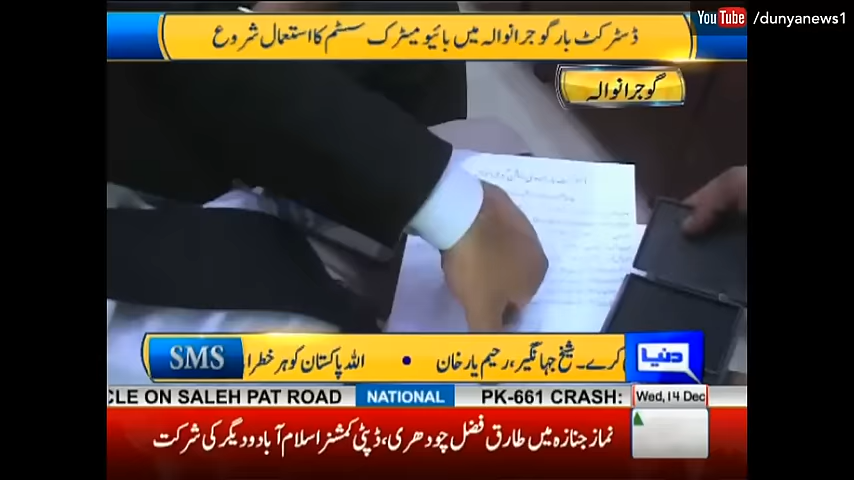 YouTube /dunyanews1
ڈسٹرکٹ بار گوجرانوالہ میں بائیو میٹرک سسٹم کا استعمال شروع
گوجرانوالہ
SMS
کرے۔ شیخ جہانگیر، رحیم یار خان • اللہ پاکستان کو ہر خطر
دنیا
CLE ON SALEH PAT ROAD NATIONAL PK-661 CRASH: Wed, 14 Dec
نماز جنازہ میں طارق فضل چودھری، ڈپٹی کمشنر اسلام آباد و دیگر کی شرکت